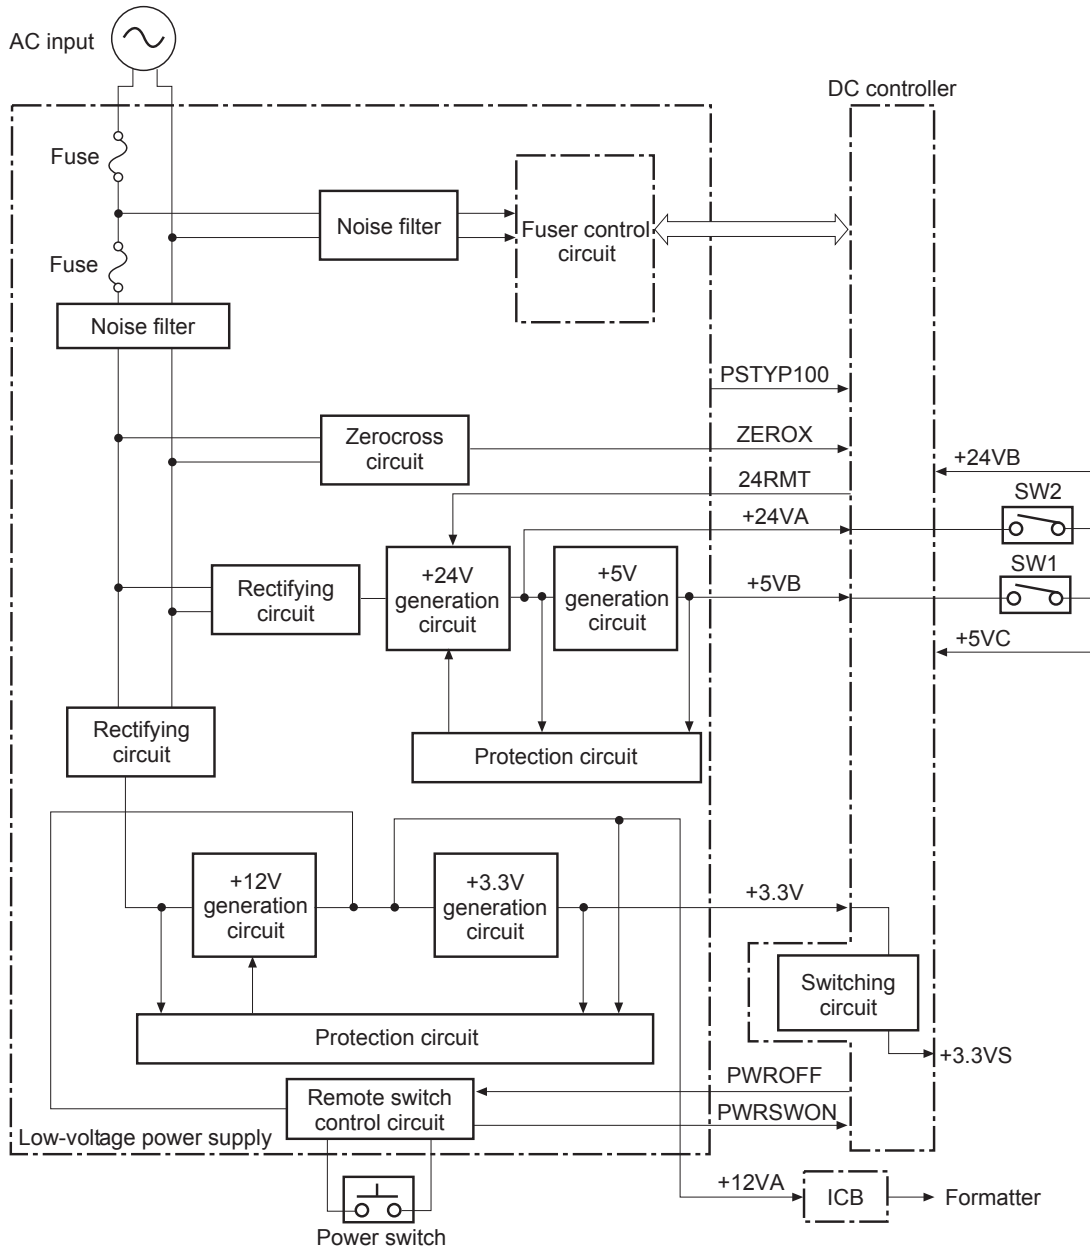 AC input
DC controller
Fuse
Noise filter
Fuser control
circuit
Fuse
Noise filter
PSTYP100
Zerocross
circuit
ZEROX
+24VB
24RMT
SW2
+24VA
Rectifying
circuit
+24V
generation
circuit
+5V
generation
circuit
+5VB
SW1
+5VC
Rectifying
circuit
Protection circuit
+12V
generation
circuit
+3.3V
generation
circuit
+3.3V
Switching
circuit
Protection circuit
+3.3VS
PWROFF
Remote switch
control circuit
PWRSWON
Low-voltage power supply
+12VA
ICB
Formatter
Power switch